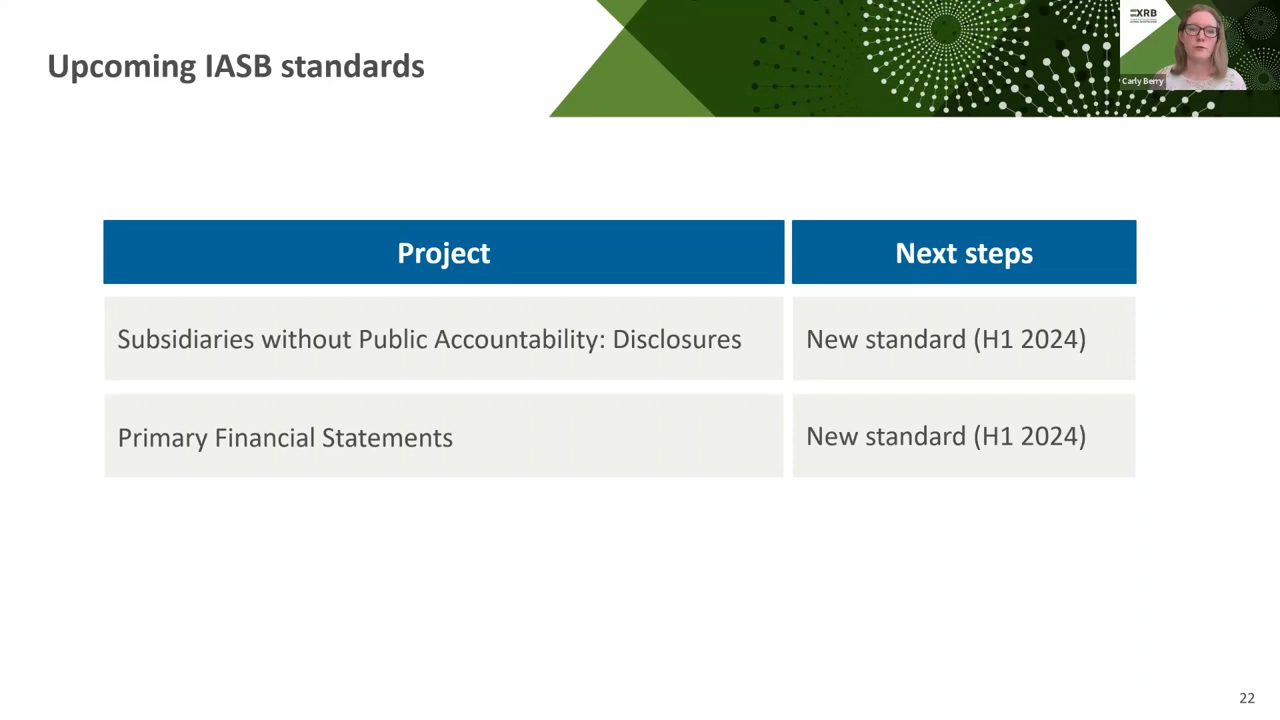 Upcoming IASB standards
XRB
Carly Berry
Project
Next steps
Subsidiaries without Public Accountability: Disclosures
New standard (H1 2024)
Primary Financial Statements
New standard (H1 2024)
22